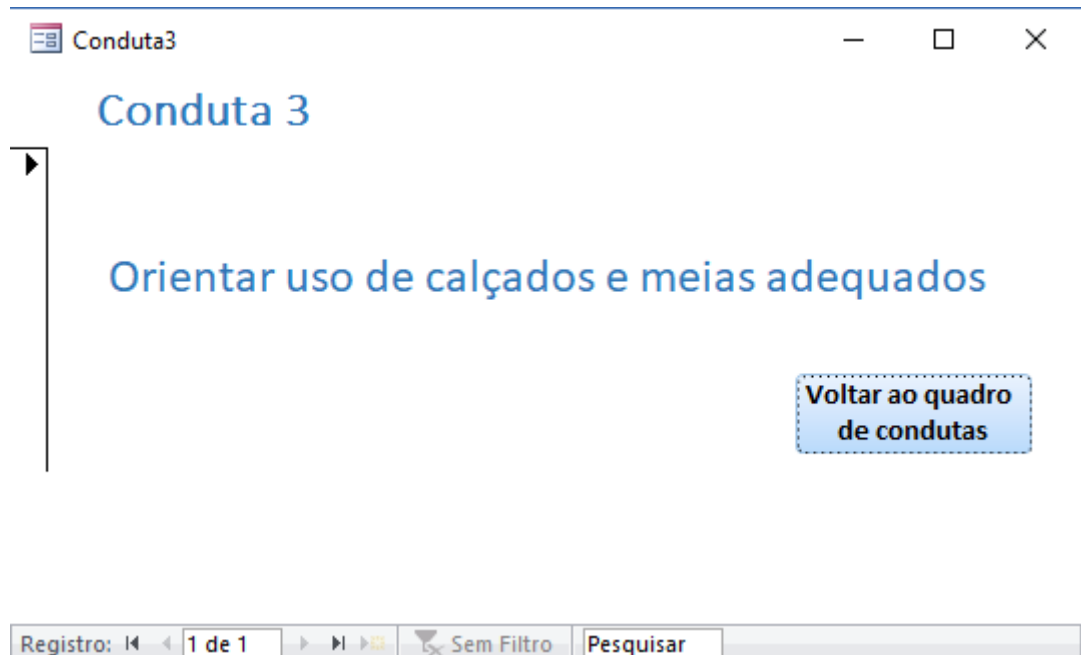 Conduta3
Conduta 3
Orientar uso de calçados e meias adequados
Voltar ao quadro
de condutas
Registro: 1 de 1 Sem Filtro Pesquisar